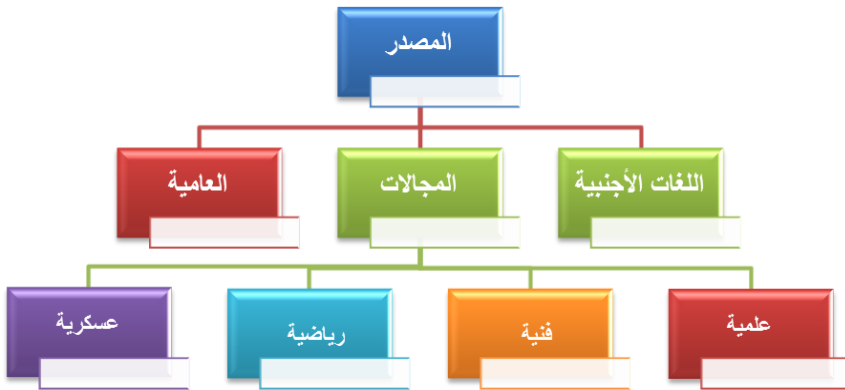 المصدر
اللغات الأجنبية
المجالات
العامية
علمية
فنية
رياضية
عسكرية